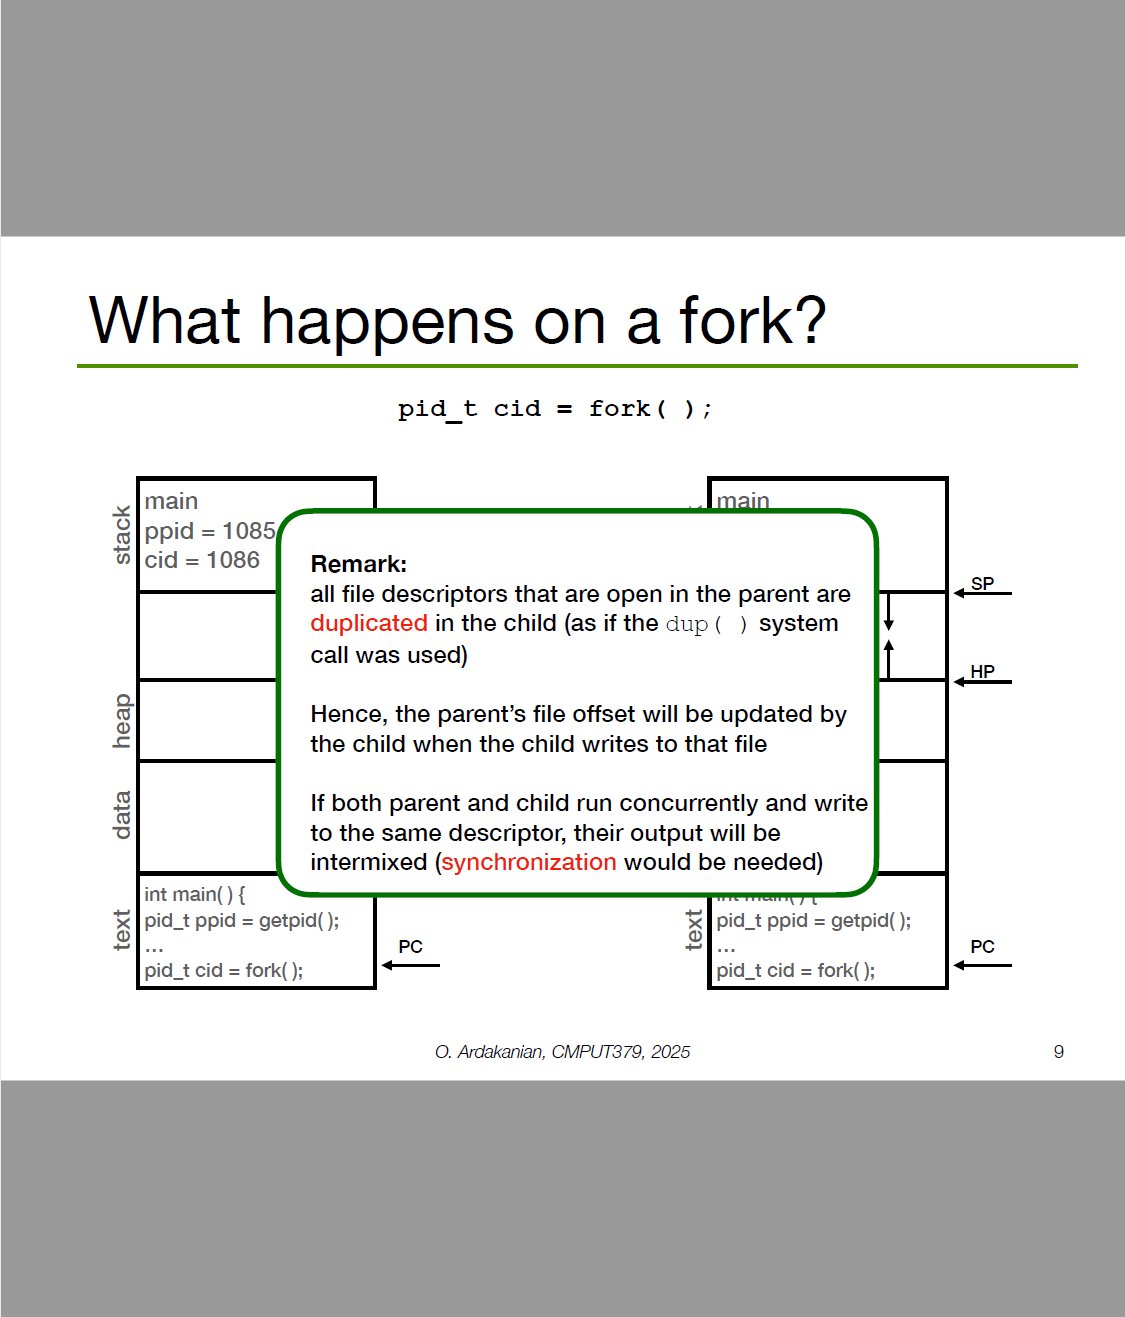 What happens on a fork?
pid_t cid = fork( );
stack
main
ppid = 1085
cid = 1086
heap
data
text
int main( ) {
pid_t ppid = getpid( );
...
pid_t cid = fork( );
PC
Remark:
all file descriptors that are open in the parent are
duplicated in the child (as if the dup( ) system
call was used)
Hence, the parent's file offset will be updated by
the child when the child writes to that file
If both parent and child run concurrently and write
to the same descriptor, their output will be
intermixed (synchronization would be needed)
main
SP
HP
text
int main( ) {
pid_t ppid = getpid( );
...
pid_t cid = fork( );
PC
O. Ardakanian, CMPUT379, 2025
9